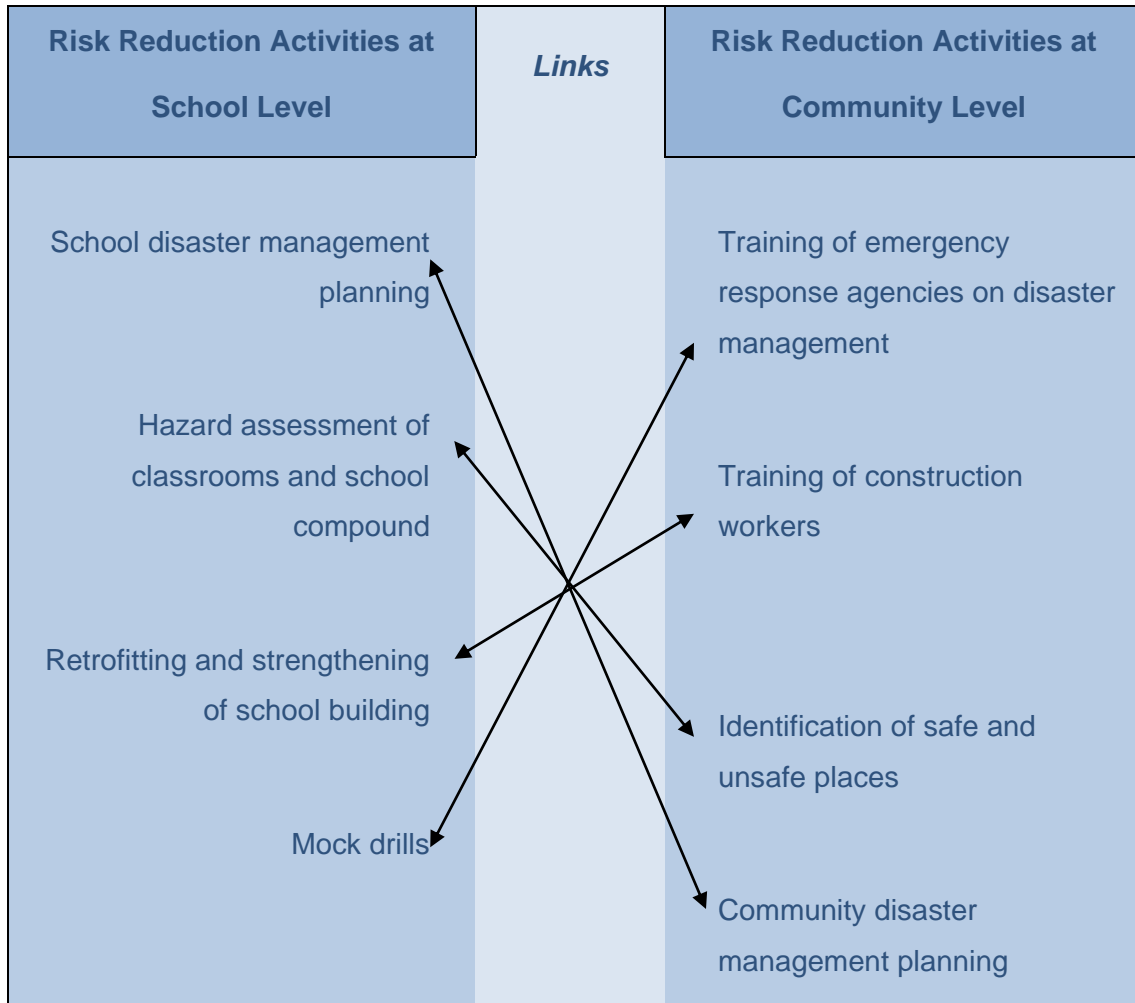 Risk Reduction Activities at
School Level
Links
Risk Reduction Activities at
Community Level
School disaster management
planning
Hazard assessment of
classrooms and school
compound
Retrofitting and strengthening
of school building
Mock drills
Training of emergency
response agencies on disaster
management
Training of construction
workers
Identification of safe and
unsafe places
Community disaster
management planning